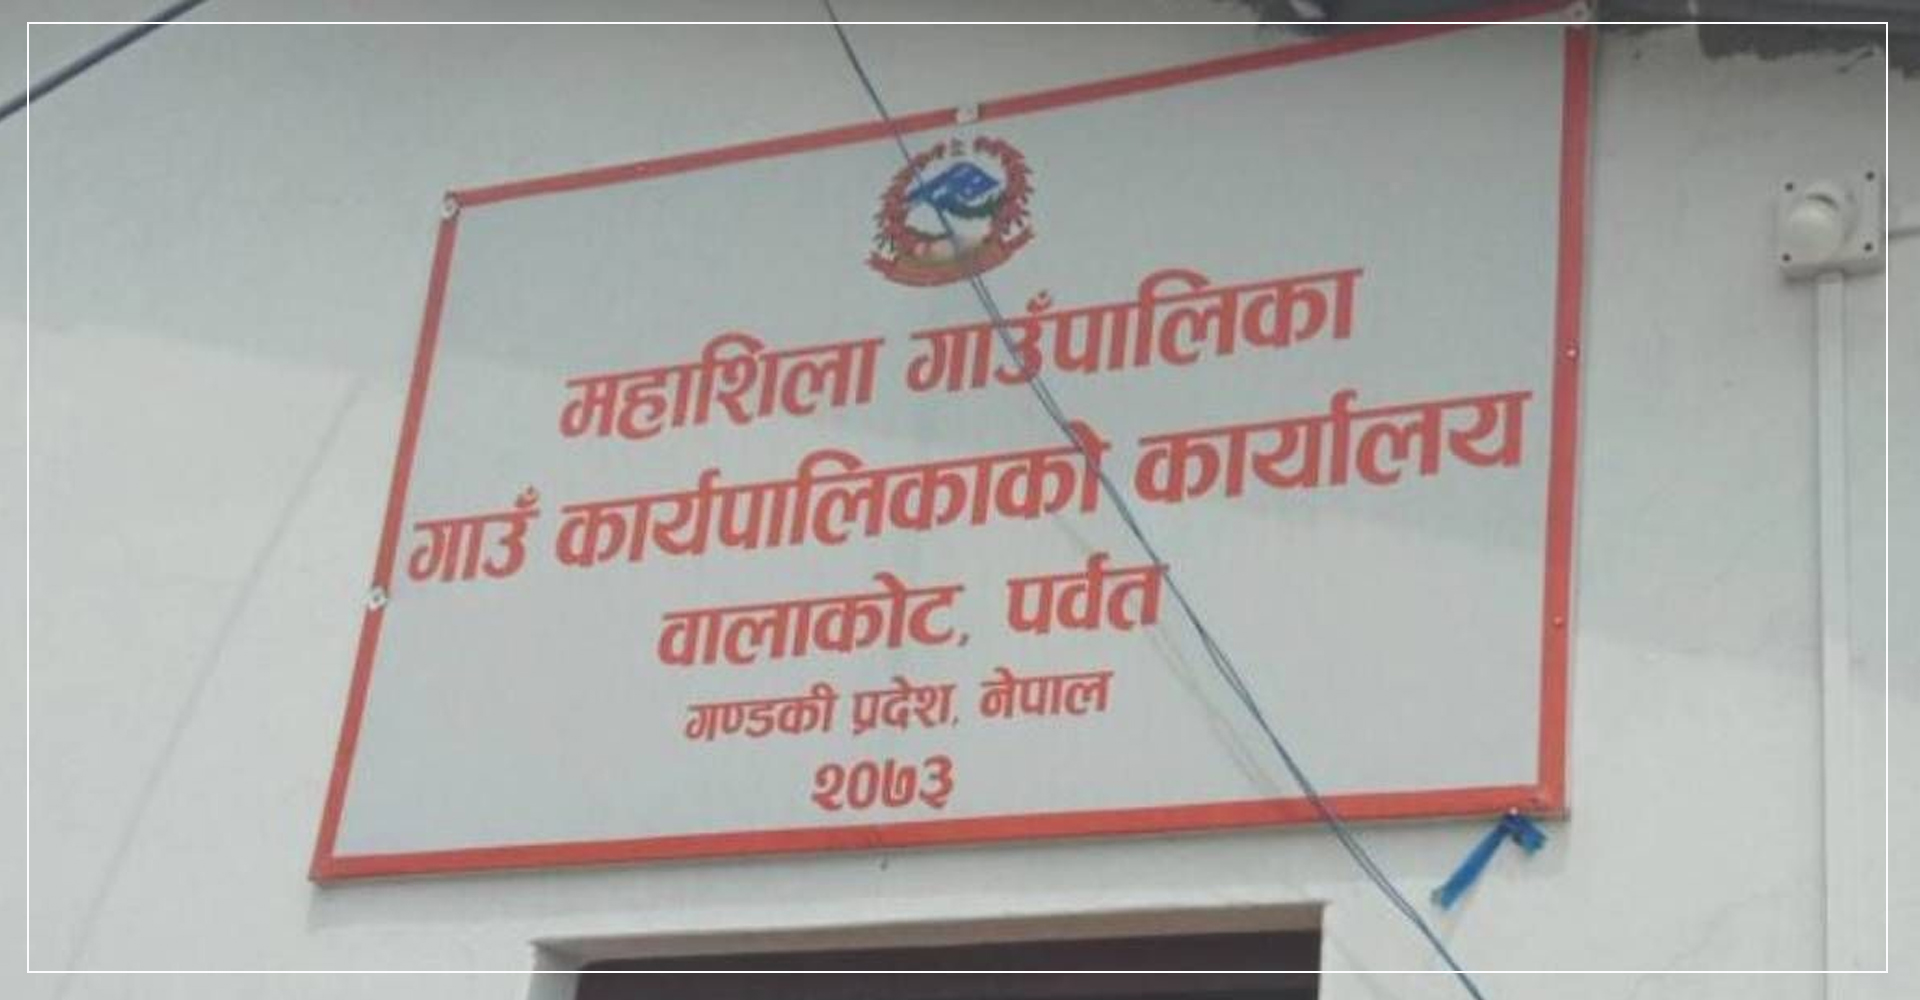 महाशिला गाउँपालिका
गाउँ कार्यपालिकाको कार्यालय
वालाकोट, पर्वत
गण्डकी प्रदेश, नेपाल
२०७३